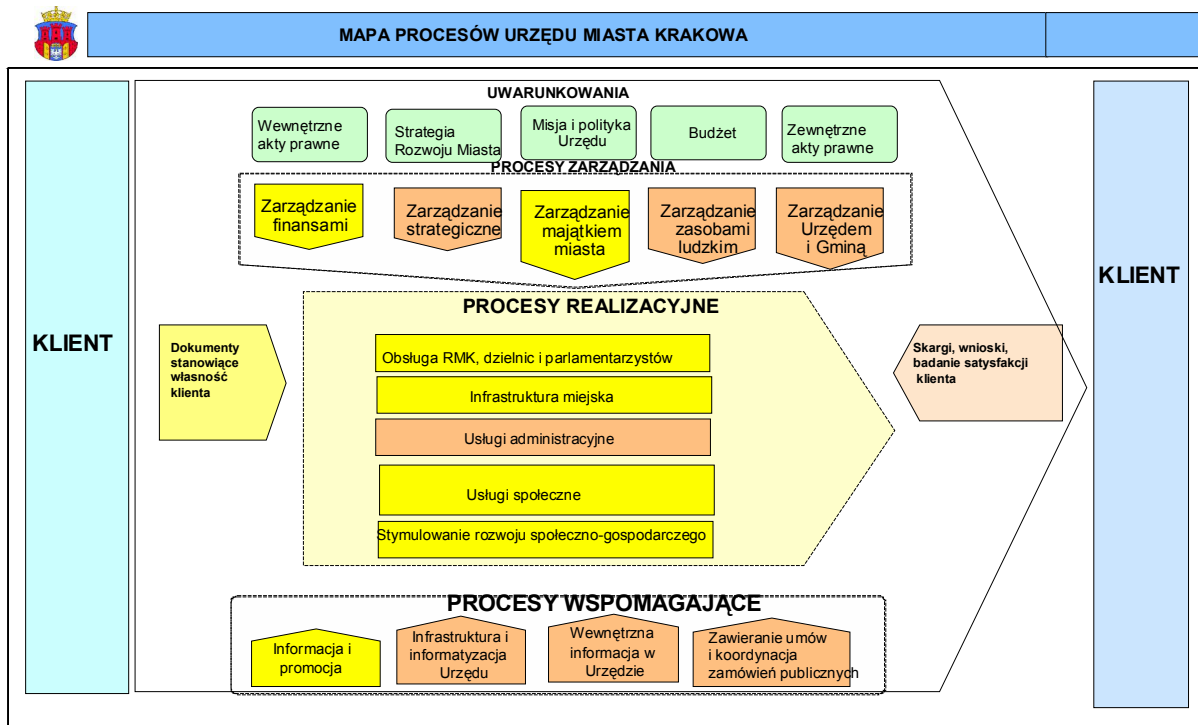 MAPA PROCESÓW URZĘDU MIASTA KRAKOWA
UWARUNKOWANIA
Wewnętrzne
akty prawne
Strategia
Rozwoju Miasta
Misja i polityka
Urzędu
Budżet
Zewnętrzne
akty prawne
PROCESY ZARZĄDZANIA
Zarządzanie
finansami
Zarządzanie
strategiczne
Zarządzanie
majątkiem
miasta
Zarządzanie
zasobami
ludzkim
Zarządzanie
Urzędem
i Gminą
KLIENT
Dokumenty
stanowiące
własność
klienta
PROCESY REALIZACYJNE
Obsługa RMK, dzielnic i parlamentarzystów
Infrastruktura miejska
Usługi administracyjne
Usługi społeczne
Stymulowanie rozwoju społeczno-gospodarczego
Skargi, wnioski,
badanie satysfakcji
klienta
KLIENT
PROCESY WSPOMAGAJĄCE
Informacja i
promocja
Infrastruktura i
informatyzacja
Urzędu
Wewnętrzna
informacja w
Urzędzie
Zawieranie umów
i koordynacja
zamówień publicznych